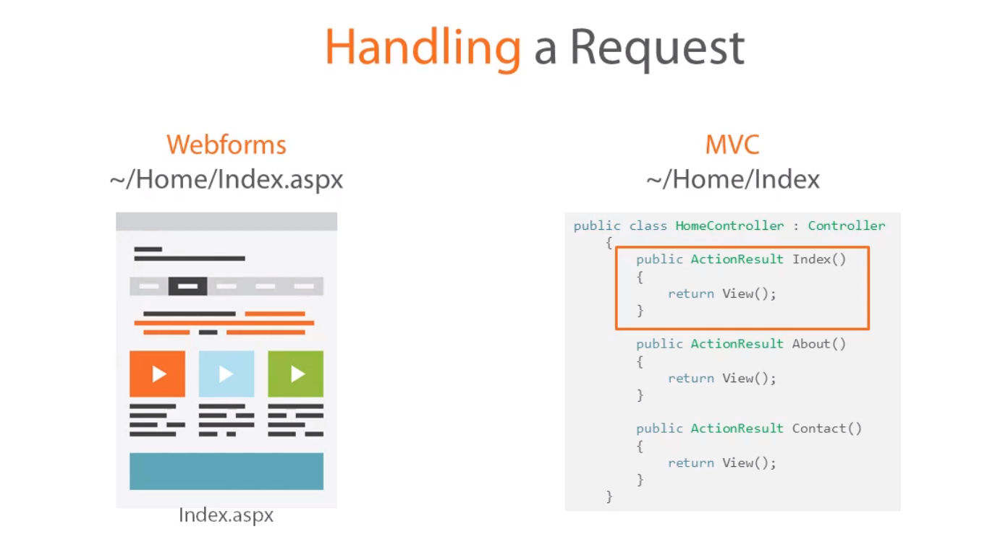 Handling a Request
Webforms
~/Home/Index.aspx
Index.aspx
MVC
~/Home/Index
public class HomeController : Controller
{
public ActionResult Index()
{
return View();
}
public ActionResult About()
{
return View();
}
public ActionResult Contact()
{
return View();
}
}